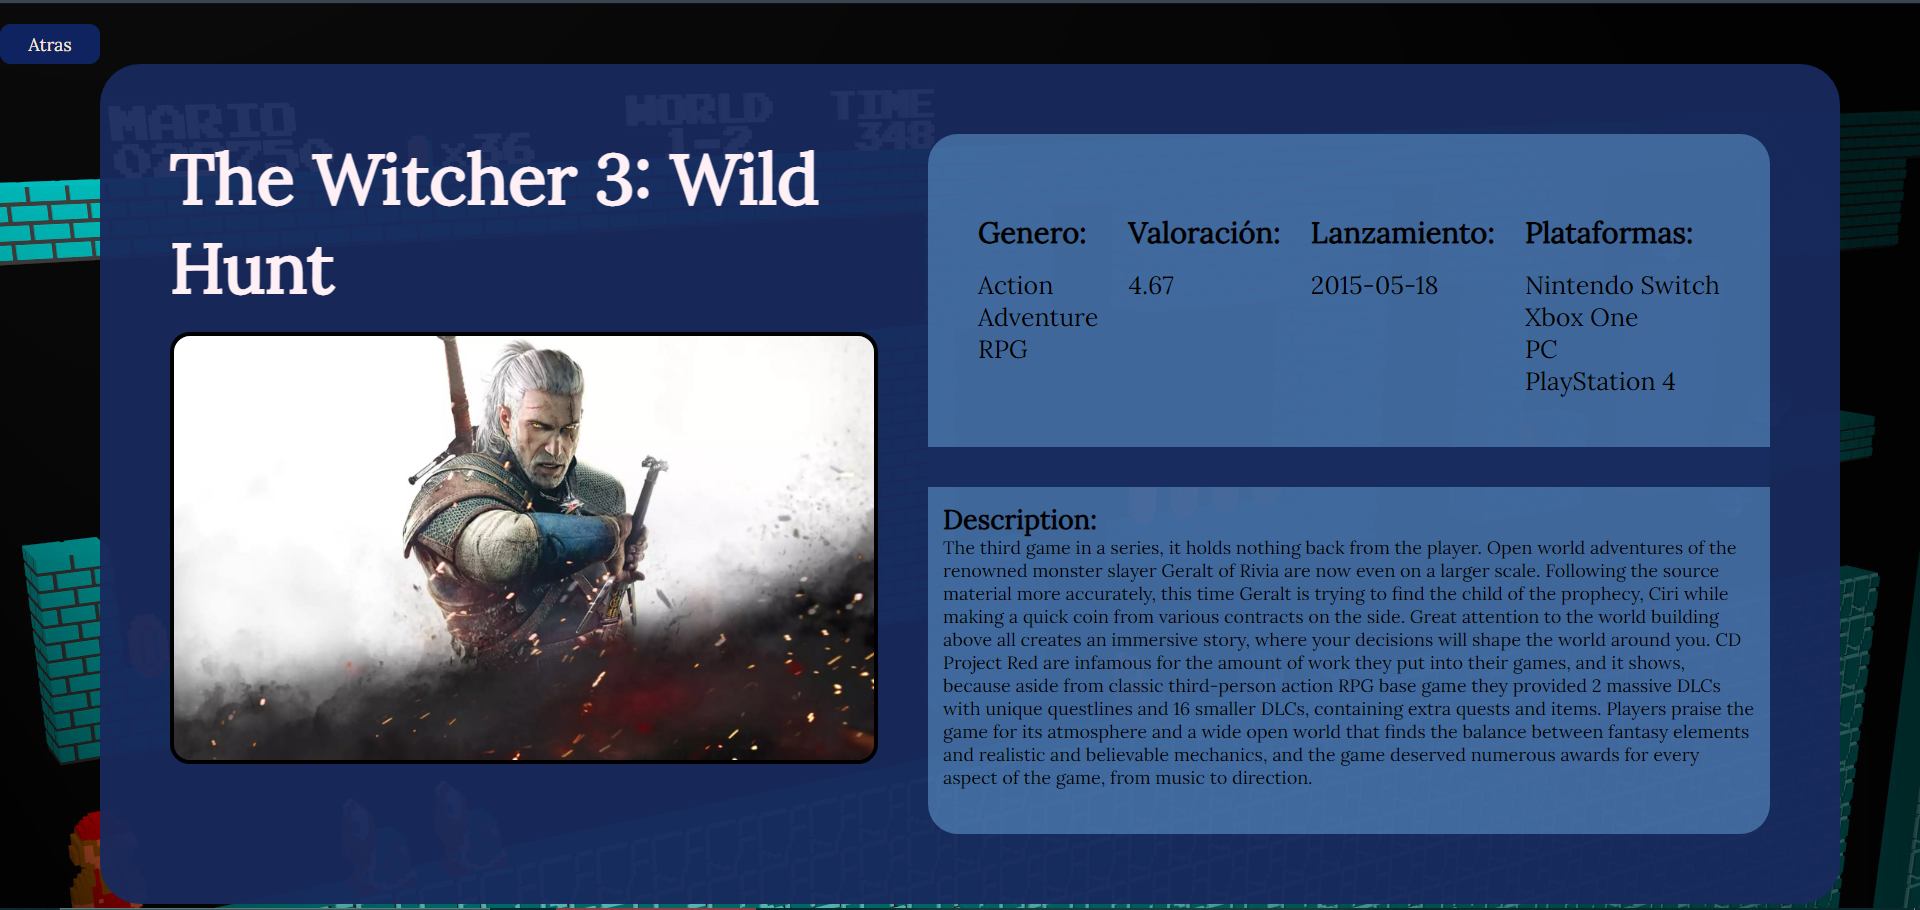 Atras
MARIO
WORLD
TIME
x36
1-2
348
The Witcher 3: Wild
Hunt
Genero:
Action
Adventure
RPG
Valoración:
4.67
Lanzamiento:
2015-05-18
Plataformas:
Nintendo Switch
Xbox One
PC
PlayStation 4
Description:
The third game in a series, it holds nothing back from the player. Open world adventures of the
renowned monster slayer Geralt of Rivia are now even on a larger scale. Following the source
material more accurately, this time Geralt is trying to find the child of the prophecy, Ciri while
making a quick coin from various contracts on the side. Great attention to the world building
above all creates an immersive story, where your decisions will shape the world around you. CD
Project Red are infamous for the amount of work they put into their games, and it shows,
because aside from classic third-person action RPG base game they provided 2 massive DLCs
with unique questlines and 16 smaller DLCs, containing extra quests and items. Players praise the
game for its atmosphere and a wide open world that finds the balance between fantasy elements
and realistic and believable mechanics, and the game deserved numerous awards for every
aspect of the game, from music to direction.